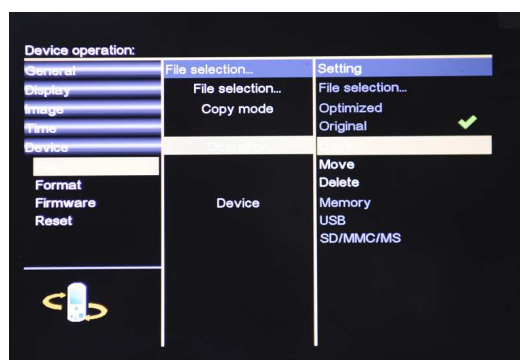 Device operation:
General
Display
Image
Time
Device
Format
Firmware
Reset
File selection...
File selection...
Copy mode
Operation
Device
Setting
File selection...
Optimized
Original
Move
Delete
Memory
USB
SD/MMC/MS